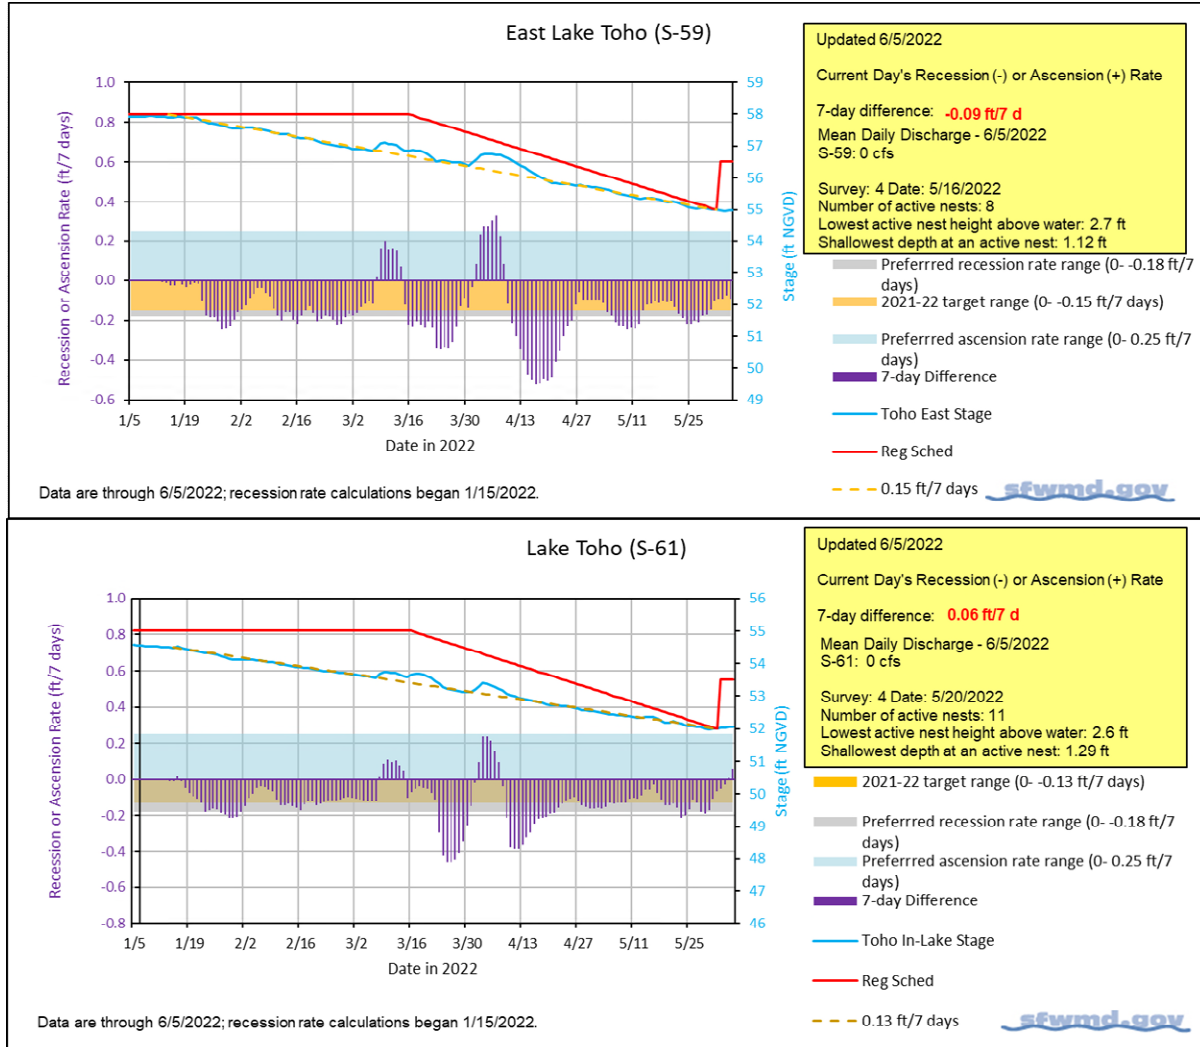 East Lake Toho (S-59)
Updated 6/5/2022
Current Day's Recession (-) or Ascension (+) Rate
7-day difference: -0.09 ft/7 d
Mean Daily Discharge - 6/5/2022
S-59: 0 cfs
Survey: 4 Date: 5/16/2022
Number of active nests: 8
Lowest active nest height above water: 2.7 ft
Shallowest depth at an active nest: 1.12 ft
Recession or Ascension Rate (ft/7 days)
1.0
0.8
0.6
0.4
0.2
0.0
-0.2
-0.4
-0.6
59
58
57
56
55
54
53
52
51
50
49
Stage (ft NGVD)
1/5 1/19 2/2 2/16 3/2 3/16 3/30 4/13 4/27 5/11 5/25
Date in 2022
Preferrred recession rate range (0- -0.18 ft/7
days)
2021-22 target range (0- -0.15 ft/7 days)
Preferrred ascension rate range (0- 0.25 ft/7
days)
7-day Difference
Toho East Stage
Reg Sched
0.15 ft/7 days
Data are through 6/5/2022; recession rate calculations began 1/15/2022.
sfwmd.gov
Lake Toho (S-61)
Updated 6/5/2022
Current Day's Recession (-) or Ascension (+) Rate
7-day difference: 0.06 ft/7 d
Mean Daily Discharge - 6/5/2022
S-61: 0 cfs
Survey: 4 Date: 5/20/2022
Number of active nests: 11
Lowest active nest height above water: 2.6 ft
Shallowest depth at an active nest: 1.29 ft
Recession or Ascension Rate (ft/7 days)
1.0
0.8
0.6
0.4
0.2
0.0
-0.2
-0.4
-0.6
-0.8
56
55
54
53
52
51
50
49
48
47
46
Stage (ft NGVD)
1/5 1/19 2/2 2/16 3/2 3/16 3/30 4/13 4/27 5/11 5/25
Date in 2022
2021-22 target range (0- -0.13 ft/7 days)
Preferrred recession rate range (0- -0.18 ft/7
days)
Preferrred ascension rate range (0- 0.25 ft/7
days)
7-day Difference
Toho In-Lake Stage
Reg Sched
0.13 ft/7 days
Data are through 6/5/2022; recession rate calculations began 1/15/2022.
sfwmd.gov